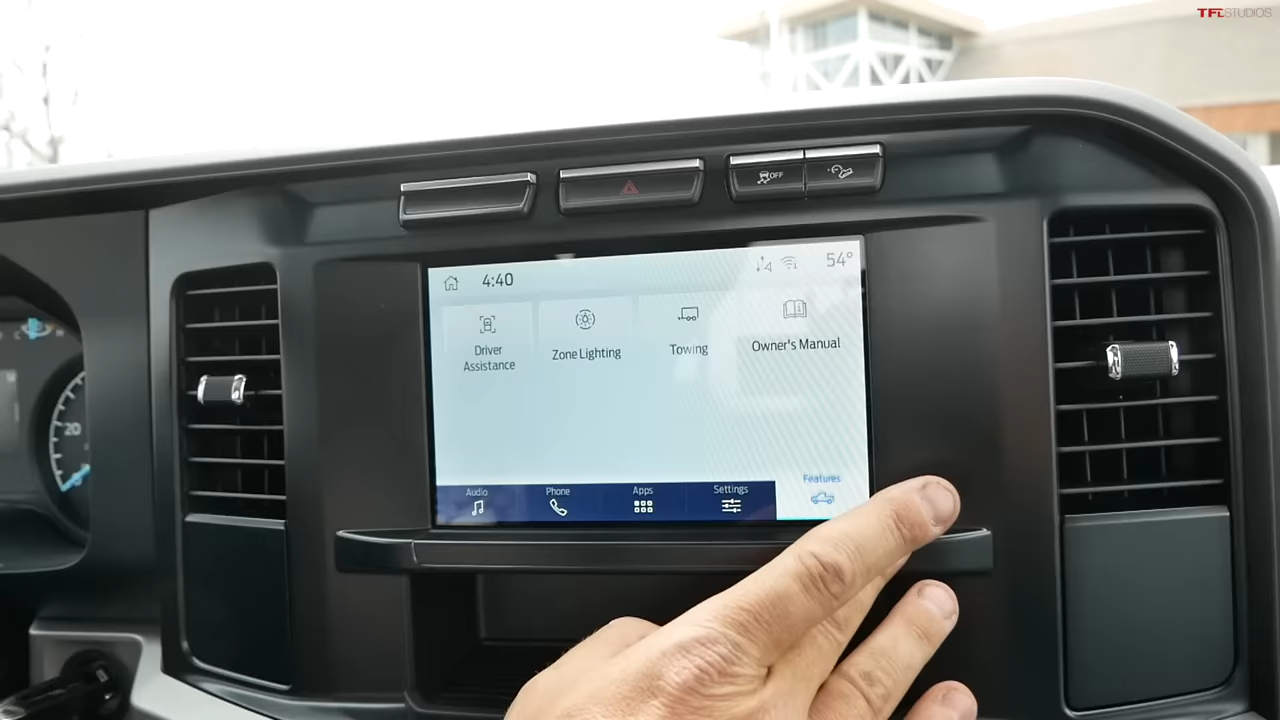 TFLSTUDIOS
OFF
4:40
54°
Driver
Assistance
Zone Lighting
Towing
Owner's Manual
20
Audio
Phone
Apps
Settings
Features